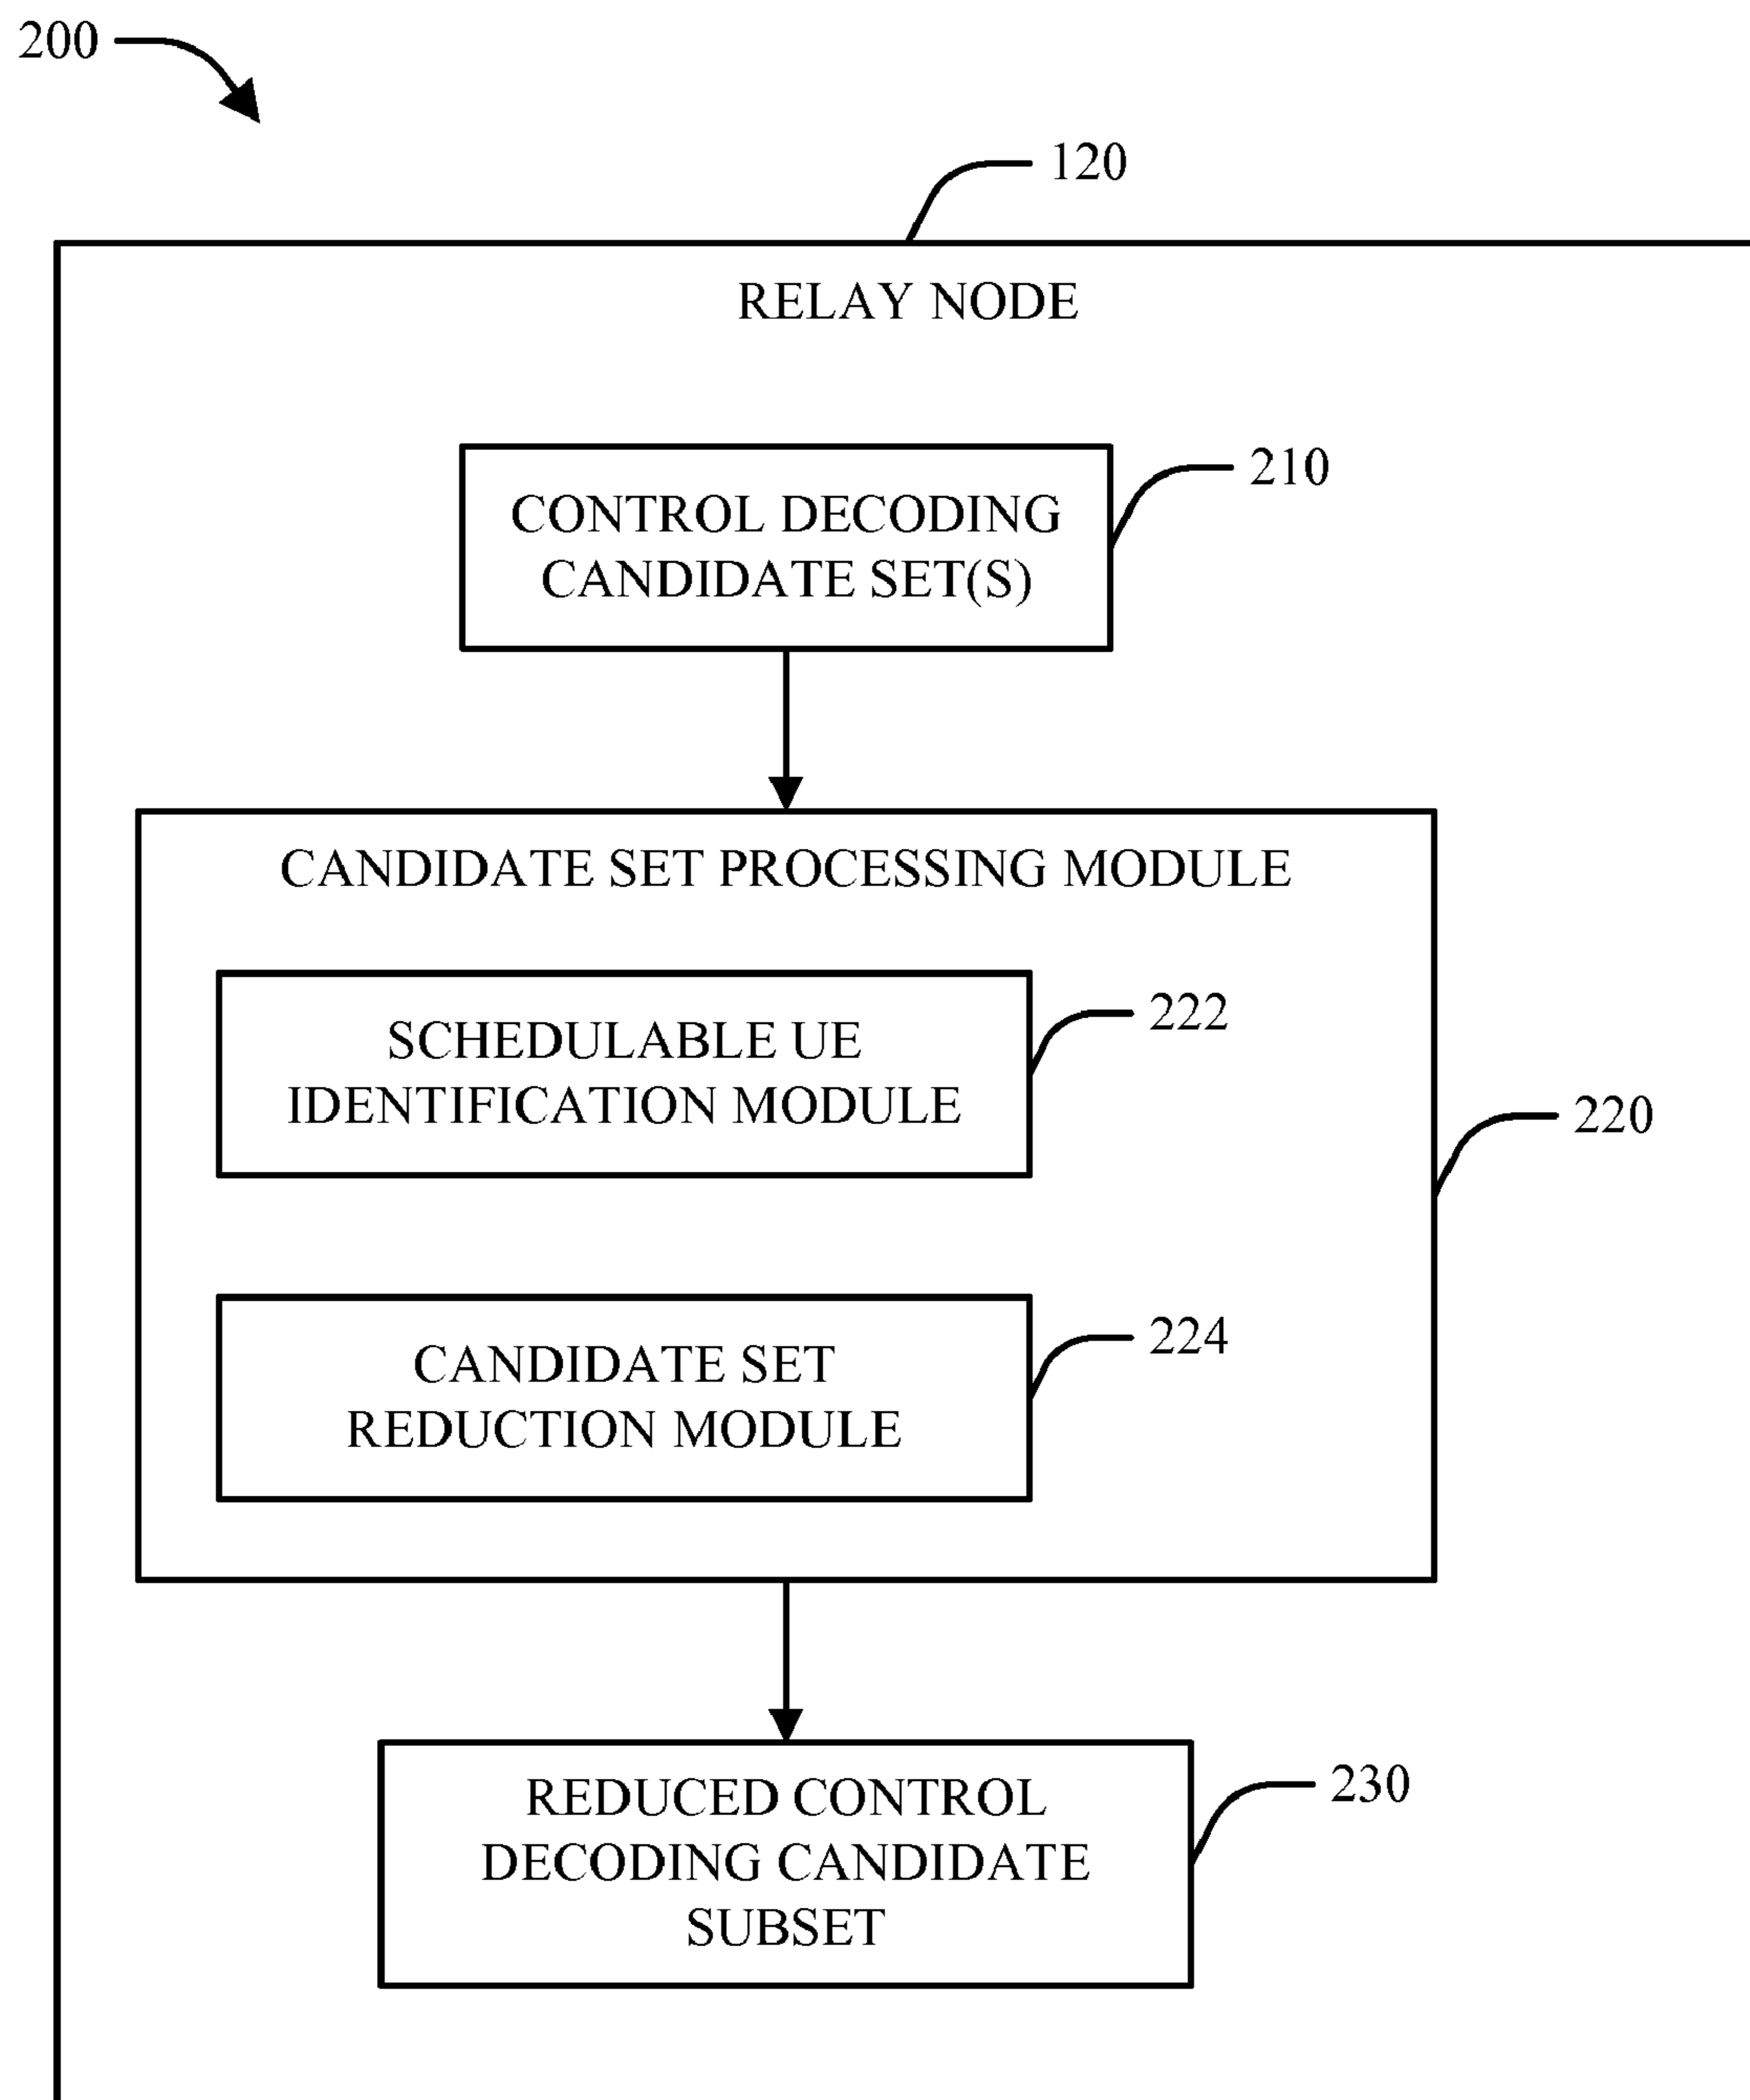 200
120
RELAY NODE
210
CONTROL DECODING
CANDIDATE SET(S)
CANDIDATE SET PROCESSING MODULE
222
SCHEDULABLE UE
IDENTIFICATION MODULE
220
224
CANDIDATE SET
REDUCTION MODULE
230
REDUCED CONTROL
DECODING CANDIDATE
SUBSET